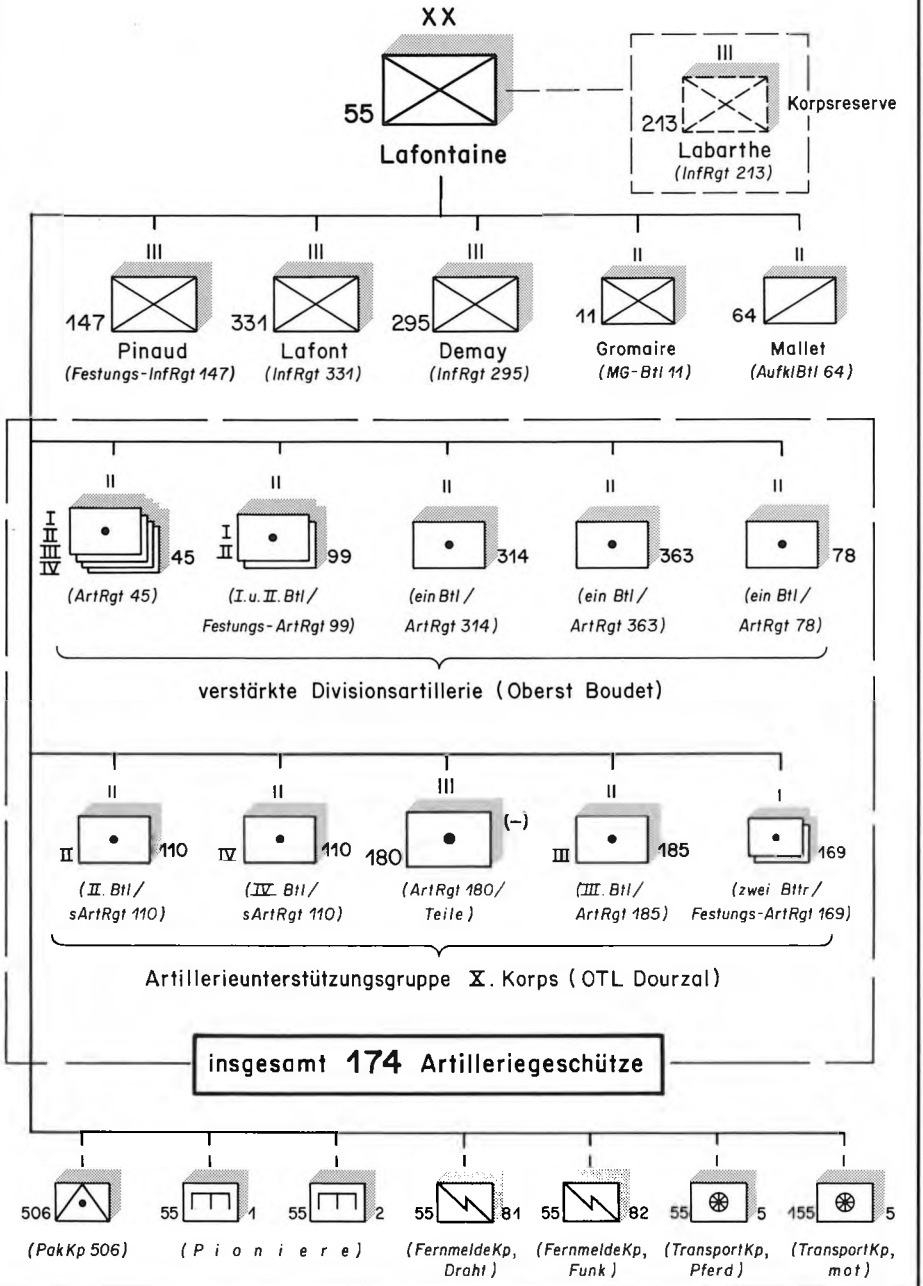 XX
55
Lafontaine
III
213
Labarthe
(InfRgt 213)
Korpsreserve
III
147
Pinaud
(Festungs-InfRgt 147)
III
331
Lafont
(InfRgt 331)
III
295
Demay
(InfRgt 295)
II
11
Gromaire
(MG-Btl 11)
II
64
Mallet
(AufklBtl 64)
II
I
II
III
IV
45
(ArtRgt 45)
II
I
II
99
(I.u.II.Btl/
Festungs-ArtRgt 99)
II
314
(ein Btl/
ArtRgt 314)
II
363
(ein Btl/
ArtRgt 363)
II
78
(ein Btl/
ArtRgt 78)
verstärkte Divisionsartillerie (Oberst Boudet)
II
II 110
(II. Btl/
sArtRgt 110)
II
IV 110
(IV. Btl/
sArtRgt 110)
III
180 (-)
(ArtRgt 180/
Teile)
II
III 185
(III. Btl/
ArtRgt 185)
I
169
(zwei Bttr/
Festungs-ArtRgt 169)
Artillerieunterstützungsgruppe X. Korps (OTL Dourzal)
insgesamt 174 Artilleriegeschütze
I
506
(PakKp 506)
I
55 1
I
55 2
(Pioniere)
I
55 81
(FernmeldeKp,
Draht)
I
55 82
(FernmeldeKp,
Funk)
I
55 5
(TransportKp,
Pferd)
I
155 5
(TransportKp,
mot)